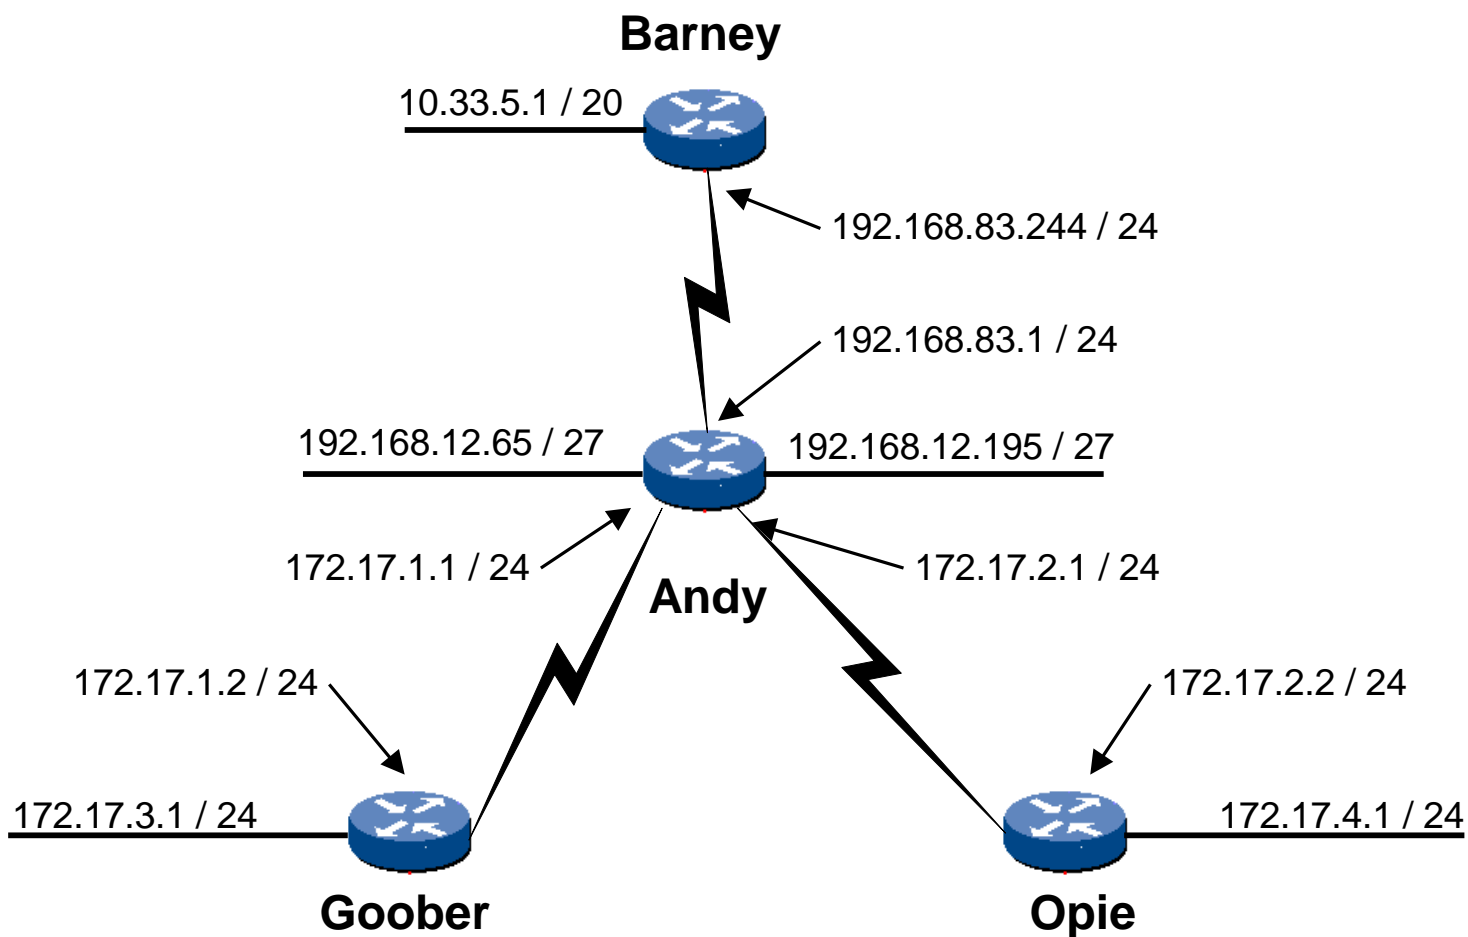 Barney
10.33.5.1 / 20
192.168.83.244 / 24
192.168.83.1 / 24
192.168.12.65 / 27
192.168.12.195 / 27
172.17.1.1 / 24
172.17.2.1 / 24
Andy
172.17.1.2 / 24
172.17.2.2 / 24
172.17.3.1 / 24
172.17.4.1 / 24
Goober
Opie